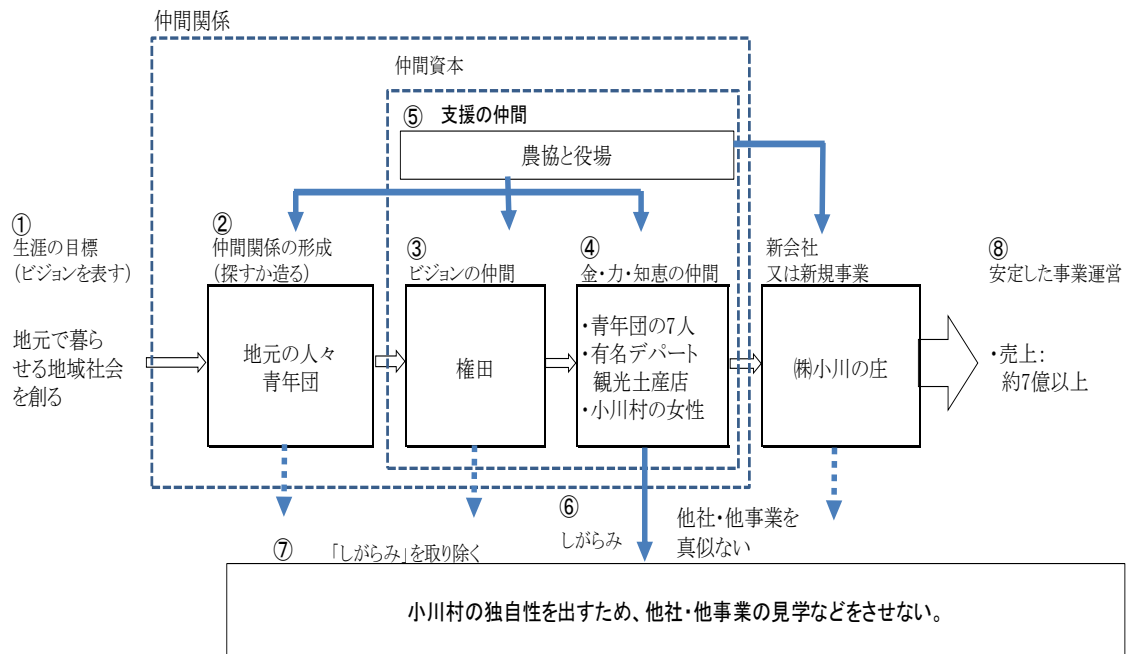 仲間関係
仲間資本
⑤ 支援の仲間
農協と役場
①
生涯の目標
(ビジョンを表す)
地元で暮ら
せる地域社会
を創る
②
仲間関係の形成
(探すか造る)
地元の人々
青年団
③
ビジョンの仲間
権田
④
金・力・知恵の仲間
・青年団の7人
・有名デパート
観光土産店
・小川村の女性
新会社
又は新規事業
㈱小川の庄
⑧
安定した事業運営
・売上:
約7億以上
⑥
しがらみ
他社・他事業を
真似ない
⑦
「しがらみ」を取り除く
小川村の独自性を出すため、他社・他事業の見学などをさせない。